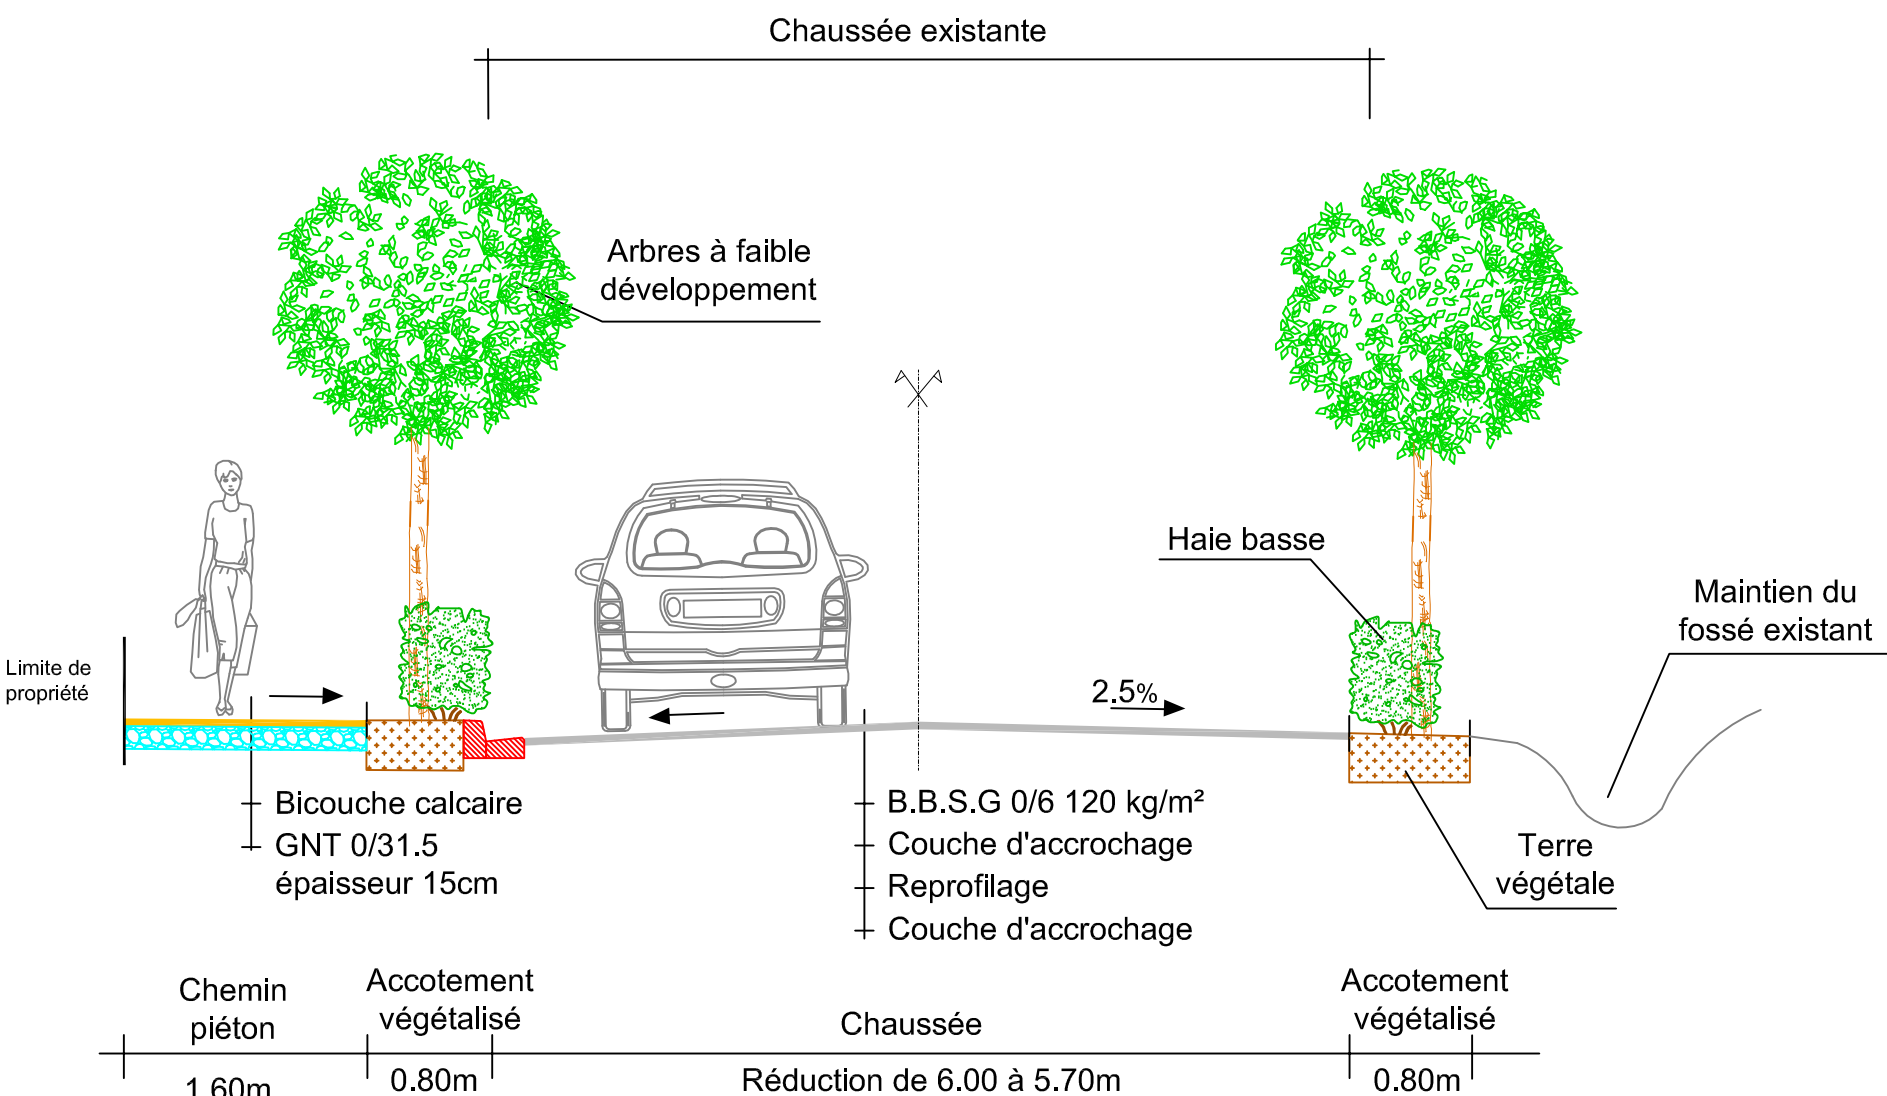 Chaussée existante
Arbres à faible
développement
Haie basse
Maintien du
fossé existant
Limite de
propriété
2.5%
Bicouche calcaire
GNT 0/31.5
épaisseur 15cm
B.B.S.G 0/6 120 kg/m²
Couche d'accrochage
Reprofilage
Couche d'accrochage
Terre
végétale
Chemin
piéton
Accotement
végétalisé
Chaussée
Accotement
végétalisé
1.60m
0.80m
Réduction de 6.00 à 5.70m
0.80m